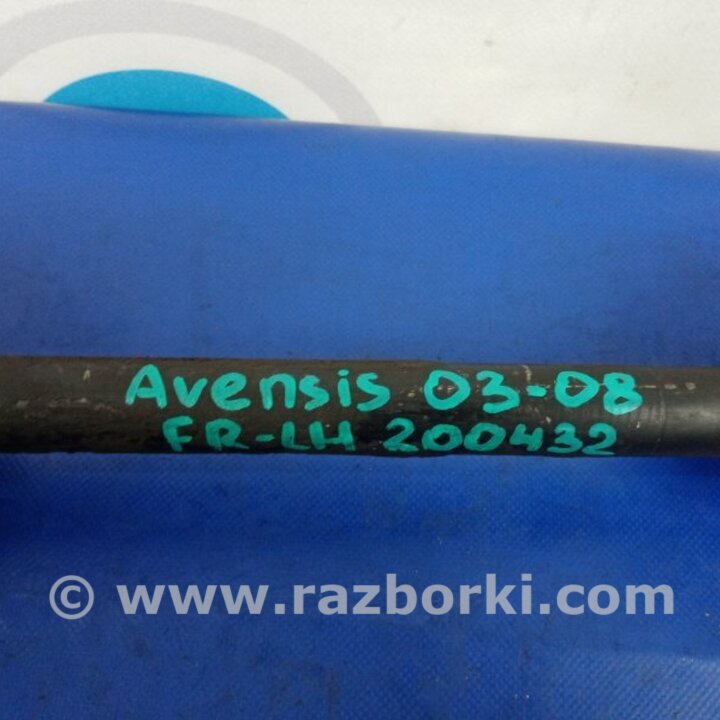 Avensis 03-08
FR-LH 200432
© www.razborki.com